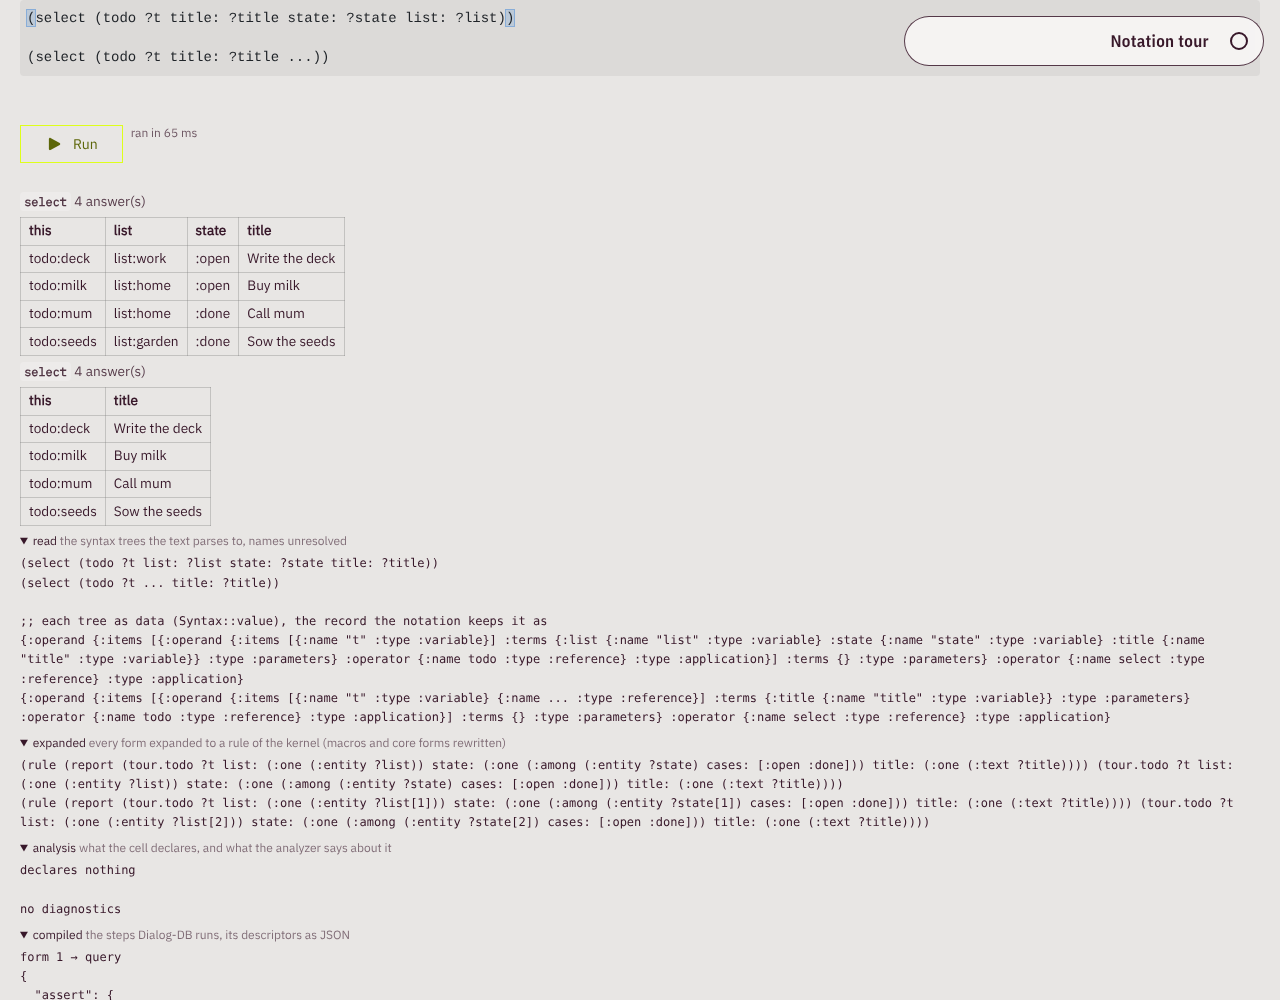 (select (todo ?t title: ?title state: ?state list: ?list))
(select (todo ?t title: ?title ...))
Notation tour
Run
ran in 65 ms
select 4 answer(s)
this list state title
todo:deck list:work :open Write the deck
todo:milk list:home :open Buy milk
todo:mum list:home :done Call mum
todo:seeds list:garden :done Sow the seeds
select 4 answer(s)
this title
todo:deck Write the deck
todo:milk Buy milk
todo:mum Call mum
todo:seeds Sow the seeds
▼ read the syntax trees the text parses to, names unresolved
(select (todo ?t list: ?list state: ?state title: ?title))
(select (todo ?t ... title: ?title))
;; each tree as data (Syntax::value), the record the notation keeps it as
{:operand {:items [{:operand {:items [{:name "t" :type :variable}] :terms {:list {:name "list" :type :variable} :state {:name "state" :type :variable} :title {:name
"title" :type :variable}} :type :parameters} :operator {:name todo :type :reference} :type :application}] :terms {} :type :parameters} :operator {:name select :type
:reference} :type :application}
{:operand {:items [{:operand {:items [{:name "t" :type :variable} {:name ... :type :reference}] :terms {:title {:name "title" :type :variable}} :type :parameters}
:operator {:name todo :type :reference} :type :application}] :terms {} :type :parameters} :operator {:name select :type :reference} :type :application}
▼ expanded every form expanded to a rule of the kernel (macros and core forms rewritten)
(rule (report (tour.todo ?t list: (:one (:entity ?list)) state: (:one (:among (:entity ?state) cases: [:open :done])) title: (:one (:text ?title)))) (tour.todo ?t list:
(:one (:entity ?list)) state: (:one (:among (:entity ?state) cases: [:open :done])) title: (:one (:text ?title))))
(rule (report (tour.todo ?t list: (:one (:entity ?list[1])) state: (:one (:among (:entity ?state[1]) cases: [:open :done])) title: (:one (:text ?title)))) (tour.todo ?t
list: (:one (:entity ?list[2])) state: (:one (:among (:entity ?state[2]) cases: [:open :done])) title: (:one (:text ?title))))
▼ analysis what the cell declares, and what the analyzer says about it
declares nothing
no diagnostics
▼ compiled the steps Dialog-DB runs, its descriptors as JSON
form 1 → query
{
"assert": {